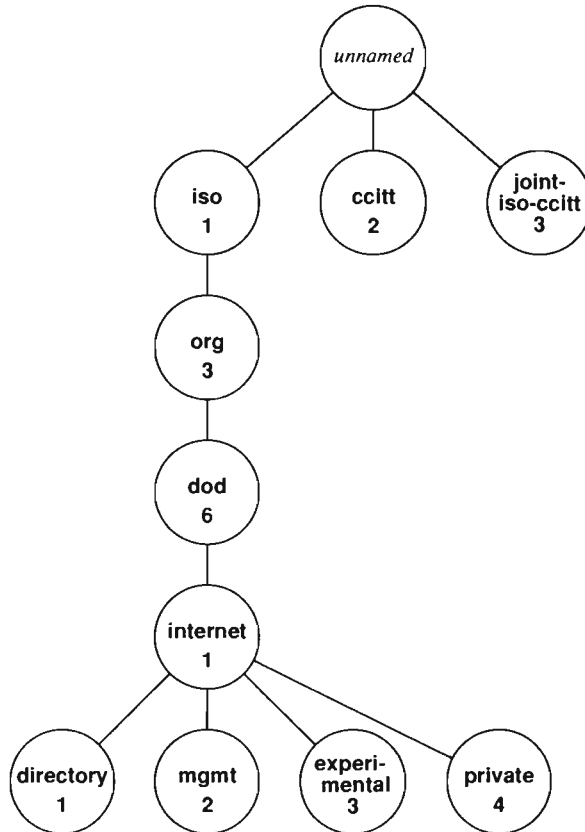 unnamed
iso
1
ccitt
2
joint-
iso-ccitt
3
org
3
dod
6
internet
1
directory
1
mgmt
2
experi-
mental
3
private
4